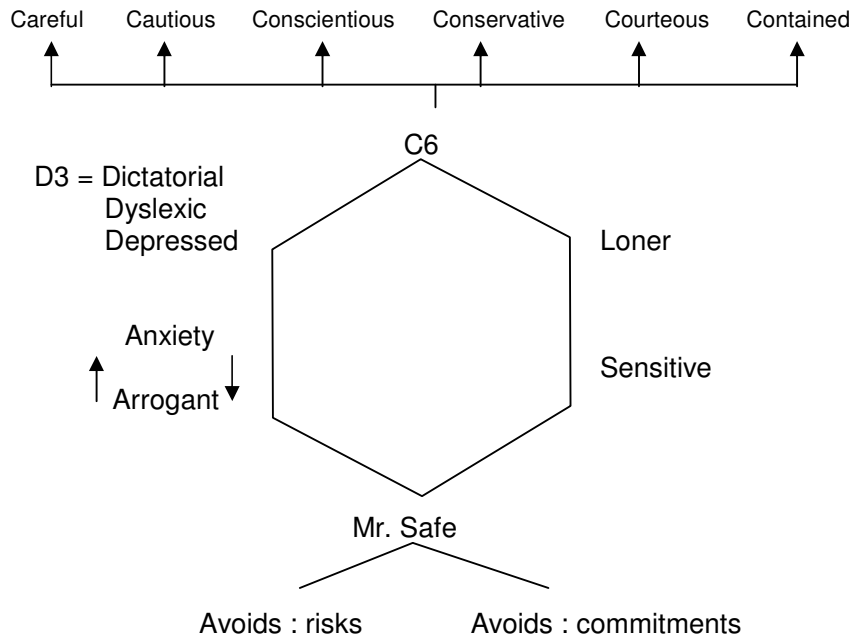 Careful Cautious Conscientious Conservative Courteous Contained
C6
D3 = Dictatorial
Dyslexic
Depressed
Loner
Anxiety
Sensitive
Arrogant
Mr. Safe
Avoids : risks Avoids : commitments